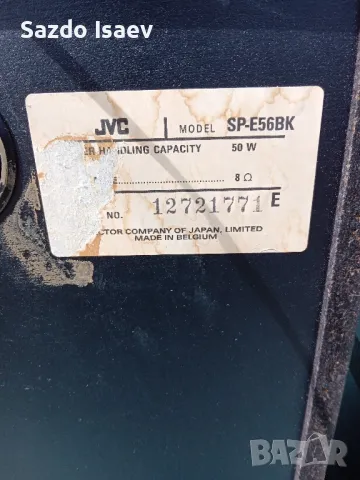 Sazdo Isaev
JVC | MODEL SP-E56BK
ER HANDLING CAPACITY 50 W
E 8 Ω
NO. 12721771 E
CTOR COMPANY OF JAPAN, LIMITED
MADE IN BELGIUM
BAZAR